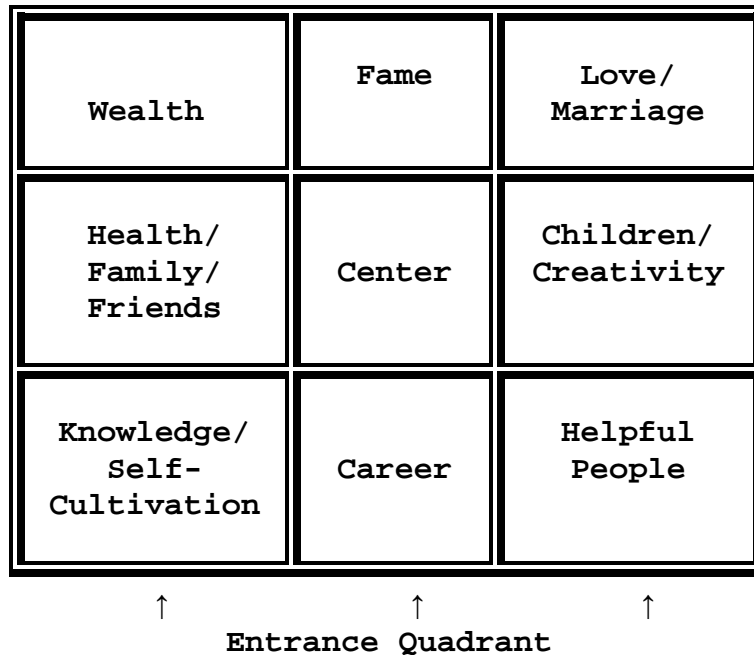 Wealth
Fame
Love/
Marriage
Health/
Family/
Friends
Center
Children/
Creativity
Knowledge/
Self-
Cultivation
Career
Helpful
People
↑ ↑ ↑
Entrance Quadrant